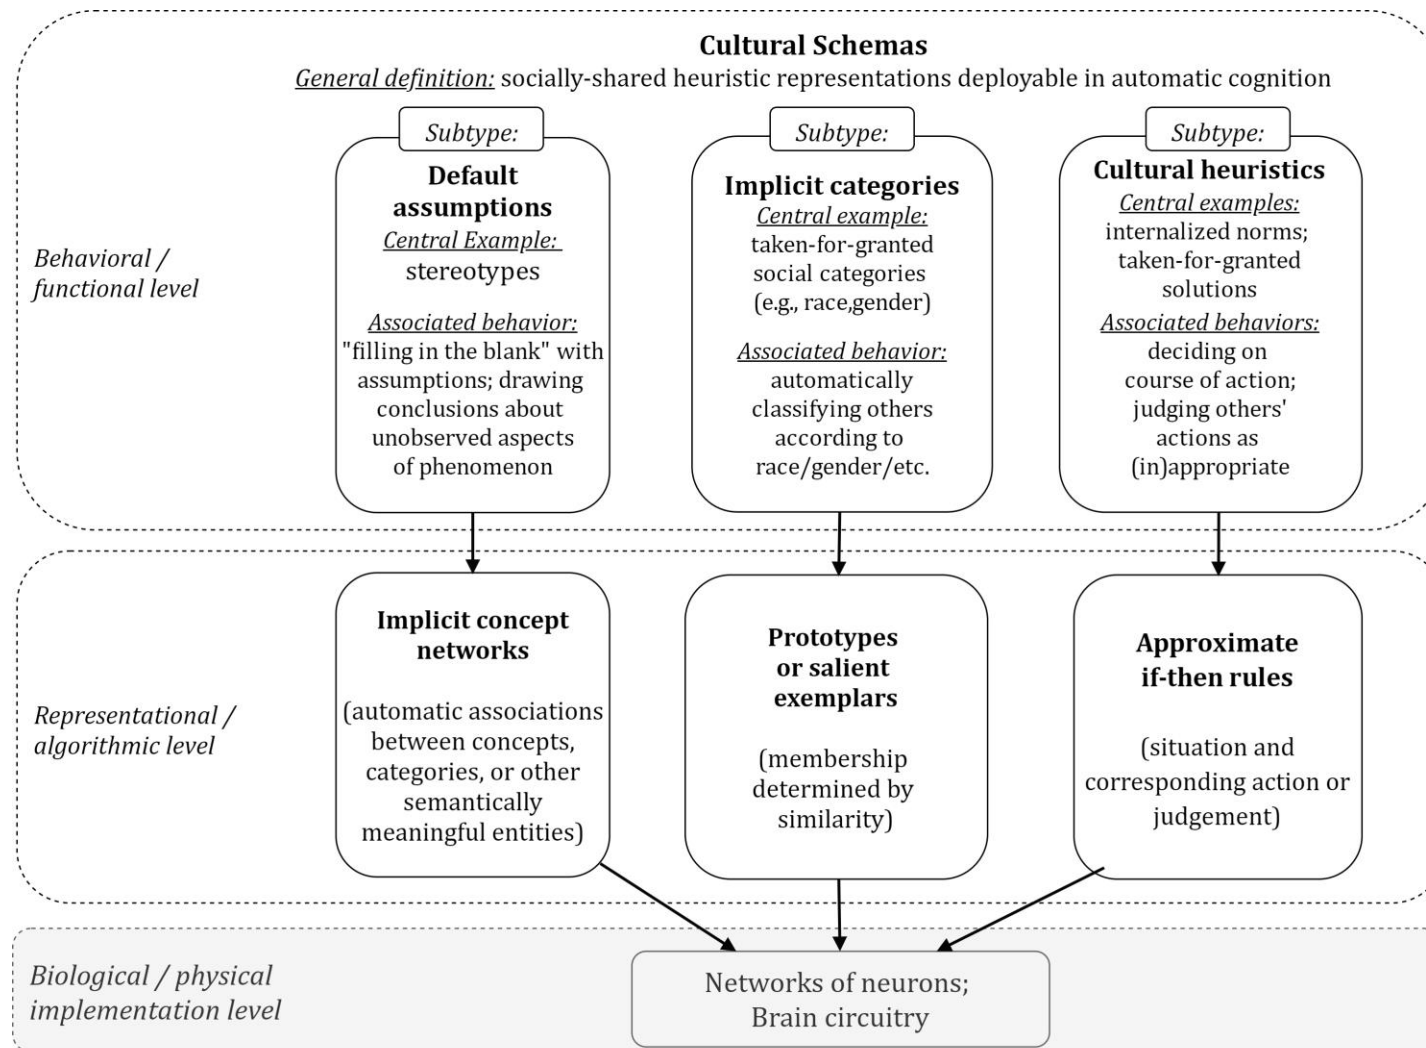 Cultural Schemas
General definition: socially-shared heuristic representations deployable in automatic cognition
Behavioral /
functional level
Subtype:
Default
assumptions
Central Example:
stereotypes
Associated behavior:
"filling in the blank" with
assumptions; drawing
conclusions about
unobserved aspects
of phenomenon
Subtype:
Implicit categories
Central example:
taken-for-granted
social categories
(e.g., race,gender)
Associated behavior:
automatically
classifying others
according to
race/gender/etc.
Subtype:
Cultural heuristics
Central examples:
internalized norms;
taken-for-granted
solutions
Associated behaviors:
deciding on
course of action;
judging others'
actions as
(in)appropriate
Representational /
algorithmic level
Implicit concept
networks
(automatic associations
between concepts,
categories, or other
semantically
meaningful entities)
Prototypes
or salient
exemplars
(membership
determined by
similarity)
Approximate
if-then rules
(situation and
corresponding action or
judgement)
Biological / physical
implementation level
Networks of neurons;
Brain circuitry